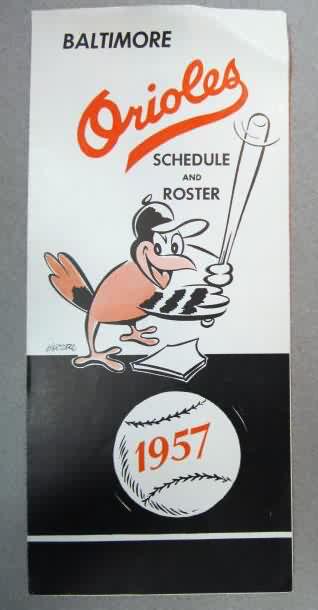 BALTIMORE
Orioles
SCHEDULE
AND
ROSTER
1957